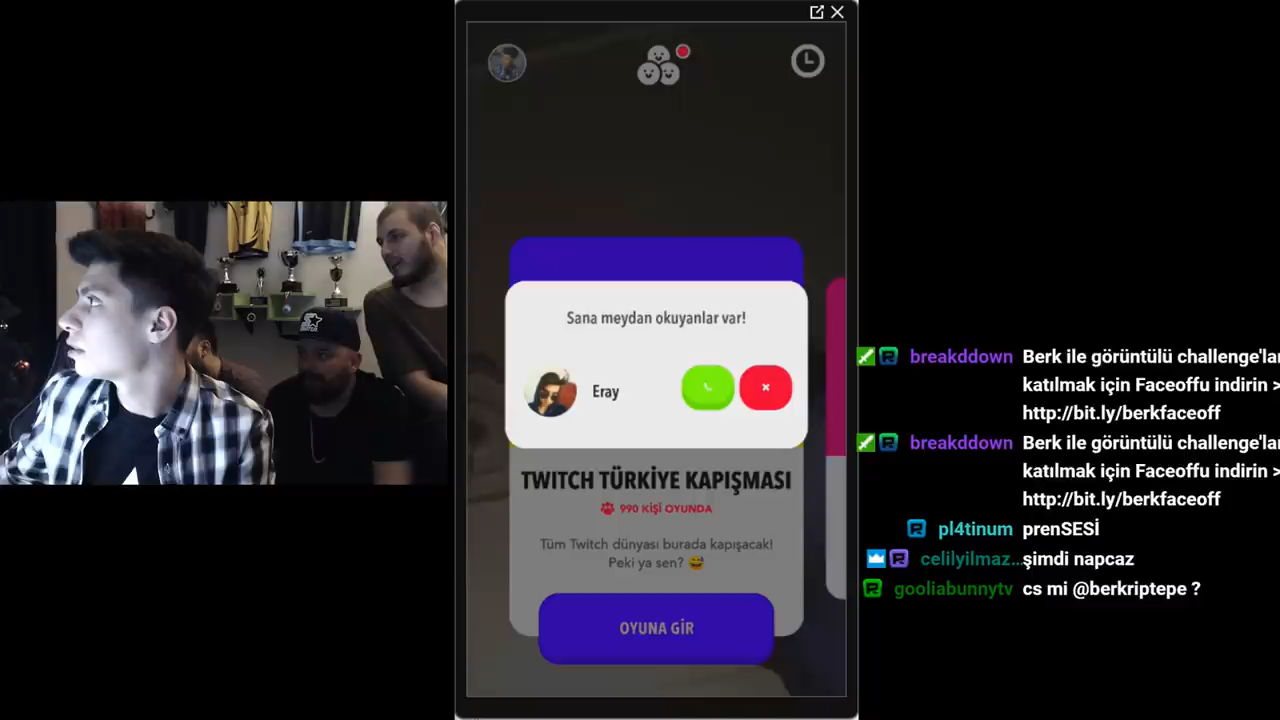 Sana meydan okuyanlar var!
Eray
TWITCH TÜRKİYE KAPIŞMASI
990 KİŞİ OYUNDA
Tüm Twitch dünyası burada kapışacak!
Peki ya sen? 😅
OYUNA GİR
breakddown Berk ile görüntülü challenge'lar
katılmak için Faceoffu indirin >
http://bit.ly/berkfaceoff
breakddown Berk ile görüntülü challenge'lar
katılmak için Faceoffu indirin >
http://bit.ly/berkfaceoff
pl4tinum prenSESİ
celilyilmaz... şimdi napcaz
gooliabunnytv cs mi @berkriptepe ?